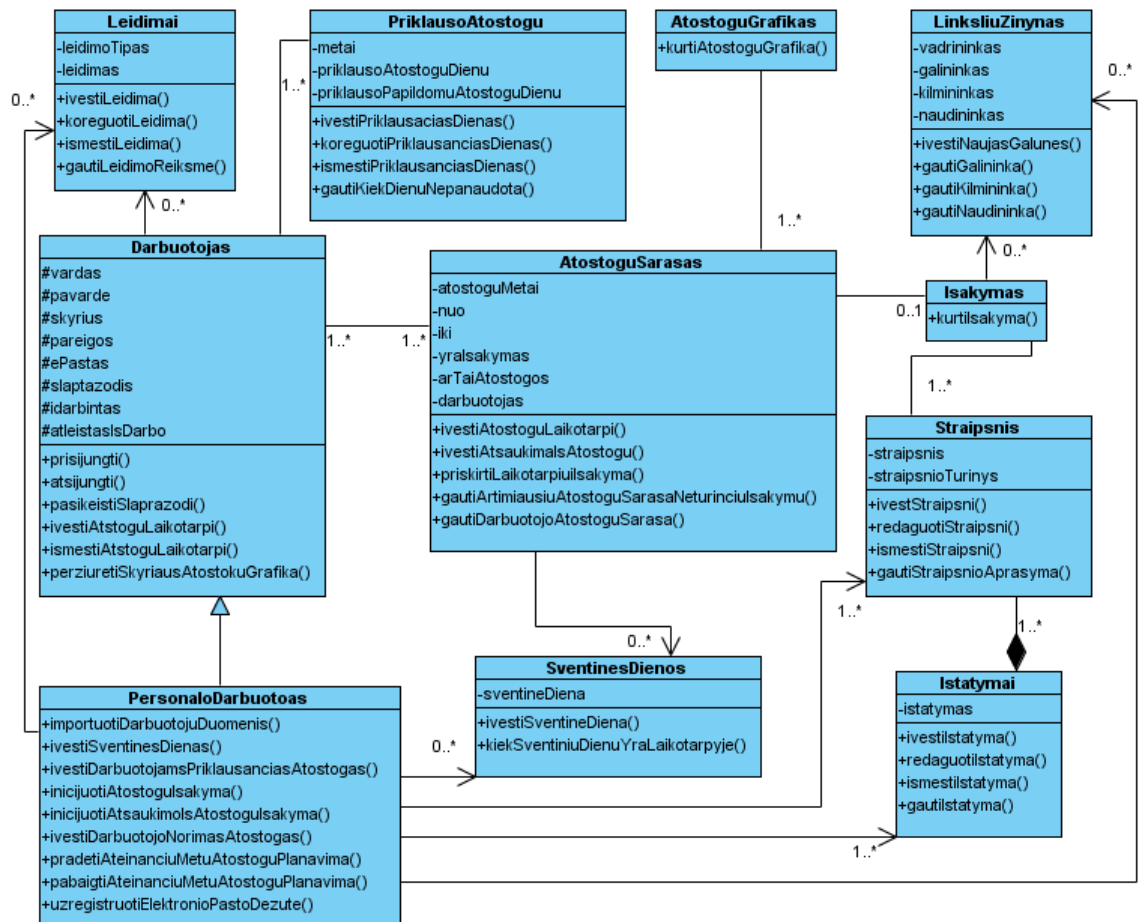 Leidimai
-leidimoTipas
-leidimas
+ivestiLeidima()
+koreguotiLeidima()
+ismestiLeidima()
+gautiLeidimoReiksme()
PriklausoAtostogu
-metai
-priklausoAtostoguDienu
-priklausoPapildomuAtostoguDienu
+ivestiPriklausaciasDienas()
+koreguotiPriklausanciasDienas()
+ismestiPriklausanciasDienas()
+gautiKiekDienuNepanaudota()
AtostoguGrafikas
+kurtiAtostoguGrafika()
LinksliuZinynas
-vadrininkas
-galininkas
-kilmininkas
-naudininkas
+ivestiNaujasGalunes()
+gautiGalininka()
+gautiKilmininka()
+gautiNaudininka()
0..*
1..*
0..*
0..*
1..*
0..*
Darbuotojas
#vardas
#pavarde
#skyrius
#pareigos
#ePastas
#slaptazodis
#idarbintas
#atleistasIsDarbo
+prisijungti()
+atsijungti()
+pasikeistiSlaprazodi()
+ivestiAtstoguLaikotarpi()
+ismestiAtstoguLaikotarpi()
+perziuretiSkyriausAtostokuGrafika()
1..*
1..*
AtostoguSarasas
-atostoguMetai
-nuo
-iki
-yraIsakymas
-arTaiAtostogos
-darbuotojas
+ivestiAtostoguLaikotarpi()
+ivestiAtsaukimaIsAtostogu()
+priskirtiLaikotarpiuiIsakyma()
+gautiArtimiausiuAtostoguSarasaNeturinciuIsakymu()
+gautiDarbuotojoAtostoguSarasa()
0..1
Isakymas
+kurtiIsakyma()
1..*
Straipsnis
-straipsnis
-straipsnioTurinys
+ivestStraipsni()
+redaguotiStraipsni()
+ismestiStraipsni()
+gautiStraipsnioAprasyma()
1..*
1..*
0..*
SventinesDienos
-sventineDiena
+ivestiSventineDiena()
+kiekSventiniuDienuYraLaikotarpyje()
Istatymai
-istatymas
+ivestiIstatyma()
+redaguotiIstatyma()
+ismestiIstatyma()
+gautiIstatyma()
PersonaloDarbuotoas
+importuotiDarbuotojuDuomenis()
+ivestiSventinesDienas()
+ivestiDarbuotojamsPriklausanciasAtostogas()
+inicijuotiAtostoguIsakyma()
+inicijuotiAtsaukimoIsAtostoguIsakyma()
+ivestiDarbuotojoNorimasAtostogas()
+pradetiAteinanciuMetuAtostoguPlanavima()
+pabaigtiAteinanciuMetuAtostoguPlanavima()
+uzregistruotiElektronioPastoDezute()
0..*
1..*